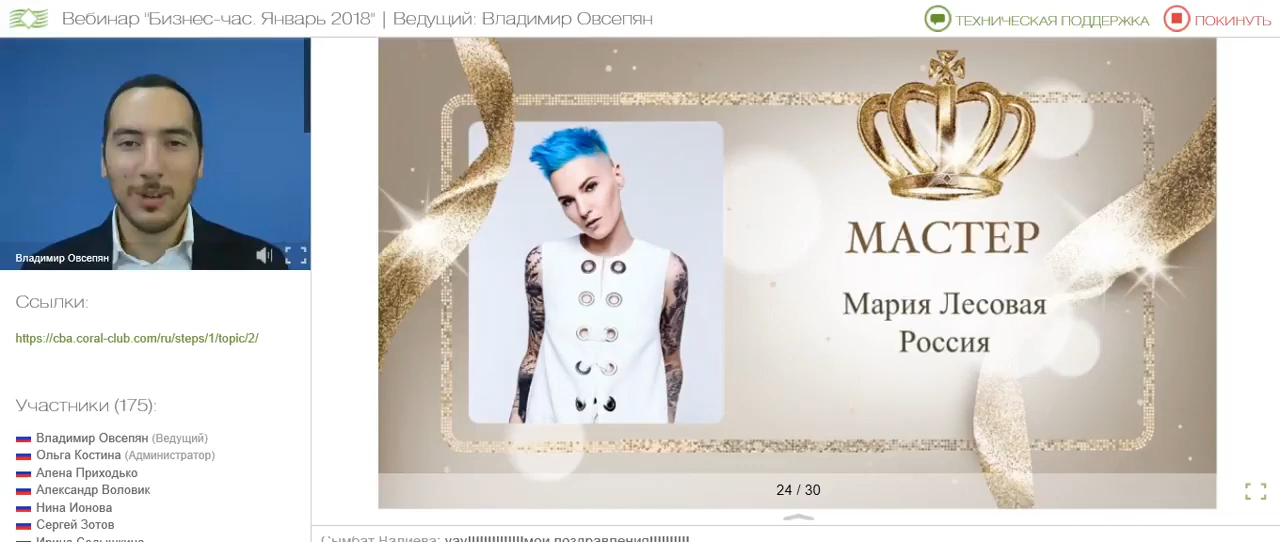 Вебинар "Бизнес-час. Январь 2018" | Ведущий: Владимир Овсепян
ТЕХНИЧЕСКАЯ ПОДДЕРЖКА
ПОКИНУТЬ
Владимир Овсепян
Ссылки:
https://cba.coral-club.com/ru/steps/1/topic/2/
Участники (175):
Владимир Овсепян (Ведущий)
Ольга Костина (Администратор)
Алена Приходько
Александр Воловик
Нина Ионова
Сергей Зотов
МАСТЕР
Мария Лесовая
Россия
24 / 30